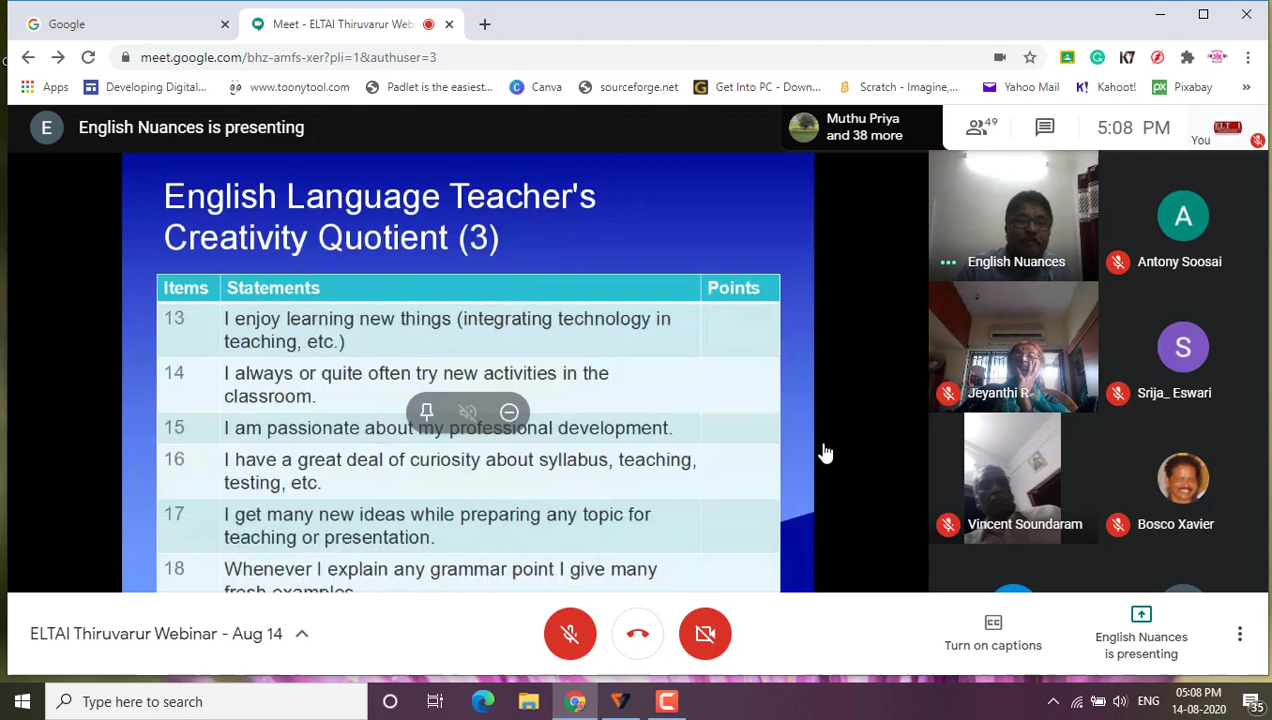 Google
Meet - ELTAI Thiruvarur Web
meet.google.com/bhz-amfs-xer?pli=1&authuser=3
Apps
Developing Digital...
www.tonytool.com
Padlet is the easiest...
Canva
sourceforge.net
Get Into PC - Down...
Scratch - Imagine,...
Yahoo Mail
Kahoot!
Pixabay
E
English Nuances is presenting
Muthu Priya
and 38 more
49
5:08 PM
You
English Language Teacher's
Creativity Quotient (3)
Items Statements Points
13 I enjoy learning new things (integrating technology in
teaching, etc.)
14 I always or quite often try new activities in the
classroom.
15 I am passionate about my professional development.
16 I have a great deal of curiosity about syllabus, teaching,
testing, etc.
17 I get many new ideas while preparing any topic for
teaching or presentation.
18 Whenever I explain any grammar point I give many
fresh examples
English Nuances
A
Antony Soosai
Jeyanthi R
S
Srija_ Eswari
Vincent Soundaram
Bosco Xavier
ELTAI Thiruvarur Webinar - Aug 14
Turn on captions
English Nuances
is presenting
Type here to search
ENG
05:08 PM
14-08-2020
35